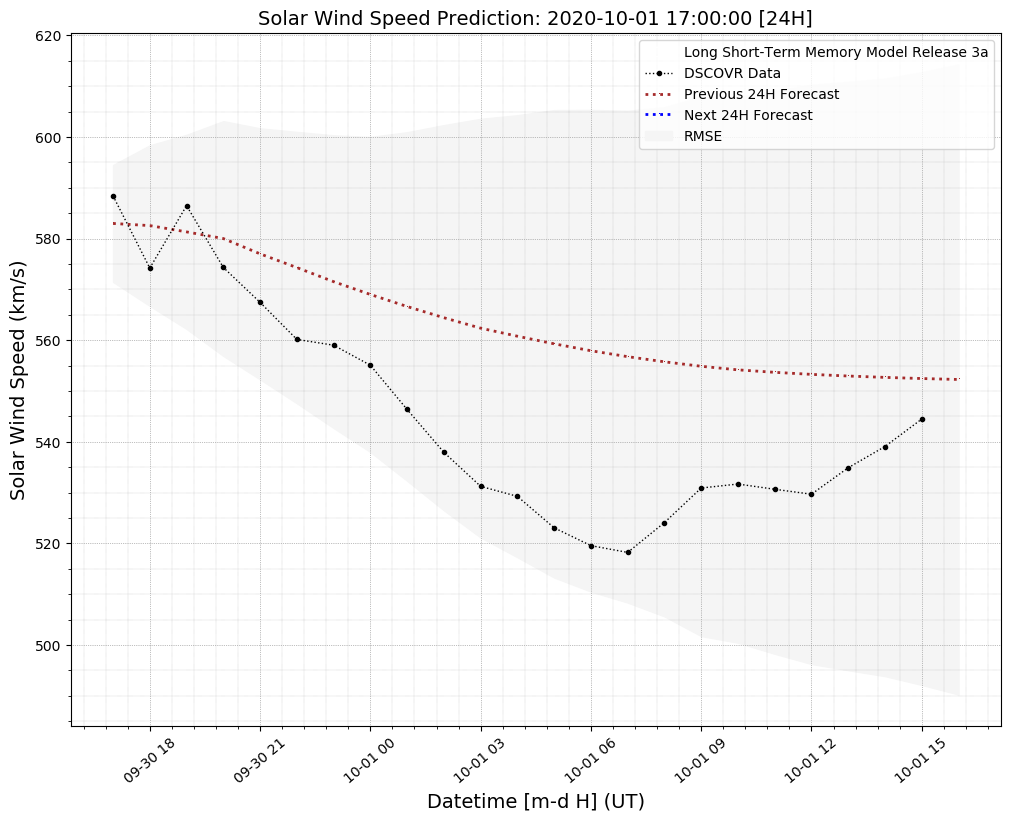 Solar Wind Speed Prediction: 2020-10-01 17:00:00 [24H]
Long Short-Term Memory Model Release 3a
DSCOVR Data
Previous 24H Forecast
Next 24H Forecast
RMSE
Solar Wind Speed (km/s)
620
600
580
560
540
520
500
09-30 18
09-30 21
10-01 00
10-01 03
10-01 06
10-01 09
10-01 12
10-01 15
Datetime [m-d H] (UT)